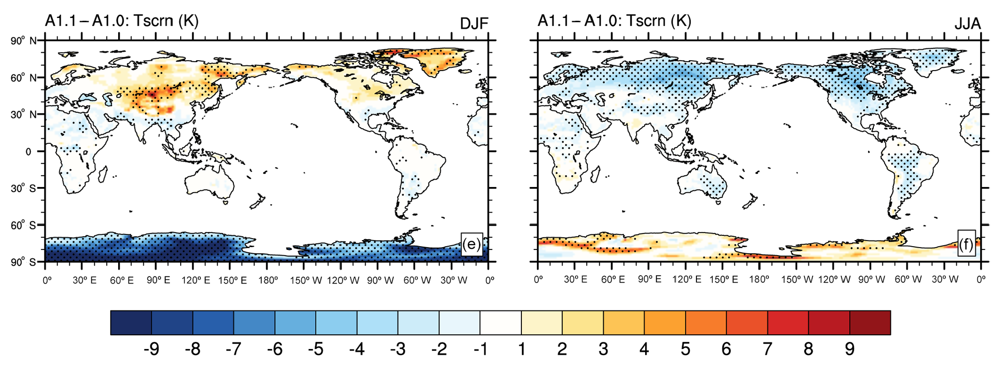 A1.1 – A1.0: Tscrn (K) DJF
A1.1 – A1.0: Tscrn (K) JJA
90° N
60° N
30° N
0
30° S
60° S
90° S
(e)
(f)
0° 30° E 60° E 90° E 120° E 150° E 180° 150° W 120° W 90° W 60° W 30° W 0°
0° 30° E 60° E 90° E 120° E 150° E 180° 150° W 120° W 90° W 60° W 30° W 0°
-9 -8 -7 -6 -5 -4 -3 -2 -1 1 2 3 4 5 6 7 8 9